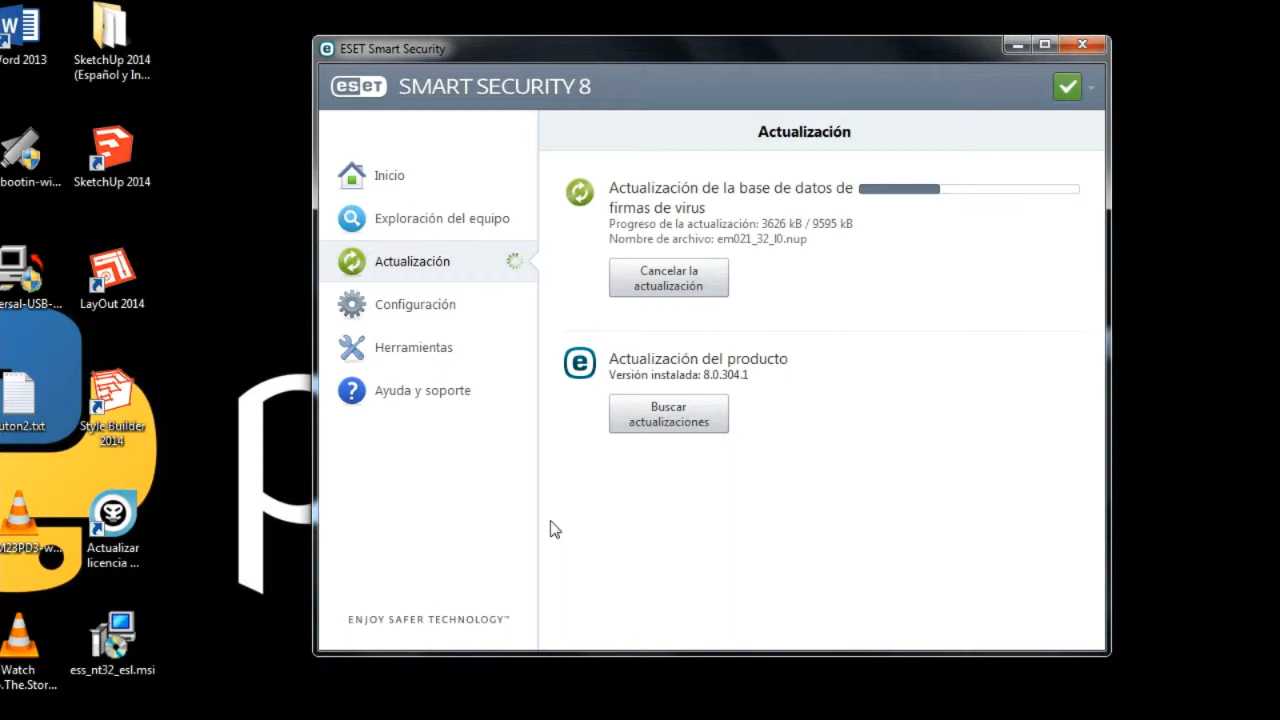 Word 2013
SketchUp 2014
(Español y In...
SketchUp 2014
LayOut 2014
Style Builder
2014
Actualizar
licencia ...
Watch
ess_nt32_esl.msi
ESET Smart Security
eset SMART SECURITY 8
Inicio
Exploración del equipo
Actualización
Configuración
Herramientas
Ayuda y soporte
ENJOY SAFER TECHNOLOGY™
Actualización
Actualización de la base de datos de
firmas de virus
Progreso de la actualización: 3626 kB / 9595 kB
Nombre de archivo: em021_32_l0.nup
Cancelar la
actualización
Actualización del producto
Versión instalada: 8.0.304.1
Buscar
actualizaciones